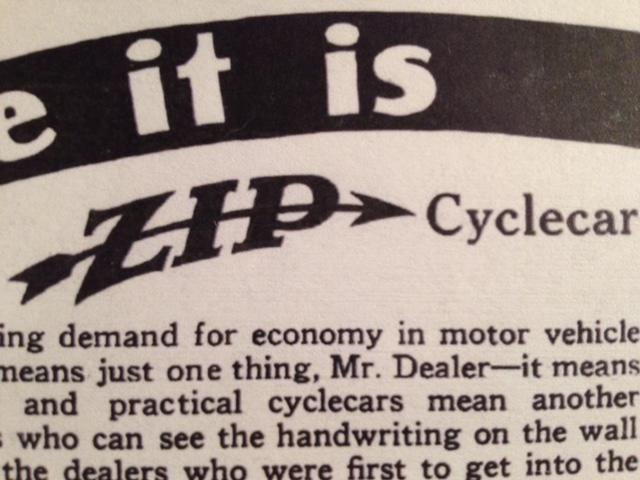 e it is
ZIP Cyclecar
ing demand for economy in motor vehicle
means just one thing, Mr. Dealer—it means
and practical cyclecars mean another
s who can see the handwriting on the wall
the dealers who were first to get into the